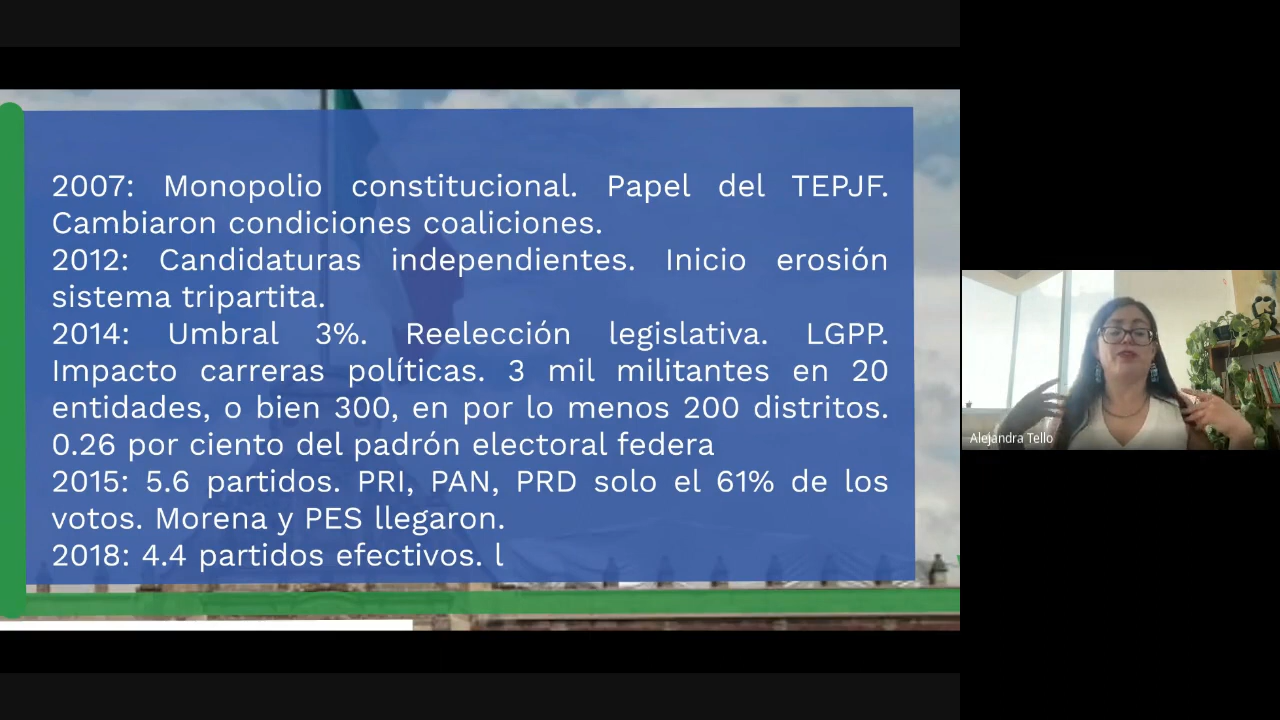 2007: Monopolio constitucional. Papel del TEPJF.
Cambiaron condiciones coaliciones.
2012: Candidaturas independientes. Inicio erosión
sistema tripartita.
2014: Umbral 3%. Reelección legislativa. LGPP.
Impacto carreras políticas. 3 mil militantes en 20
entidades, o bien 300, en por lo menos 200 distritos.
0.26 por ciento del padrón electoral federa
2015: 5.6 partidos. PRI, PAN, PRD solo el 61% de los
votos. Morena y PES llegaron.
2018: 4.4 partidos efectivos. l
Alejandra Tello